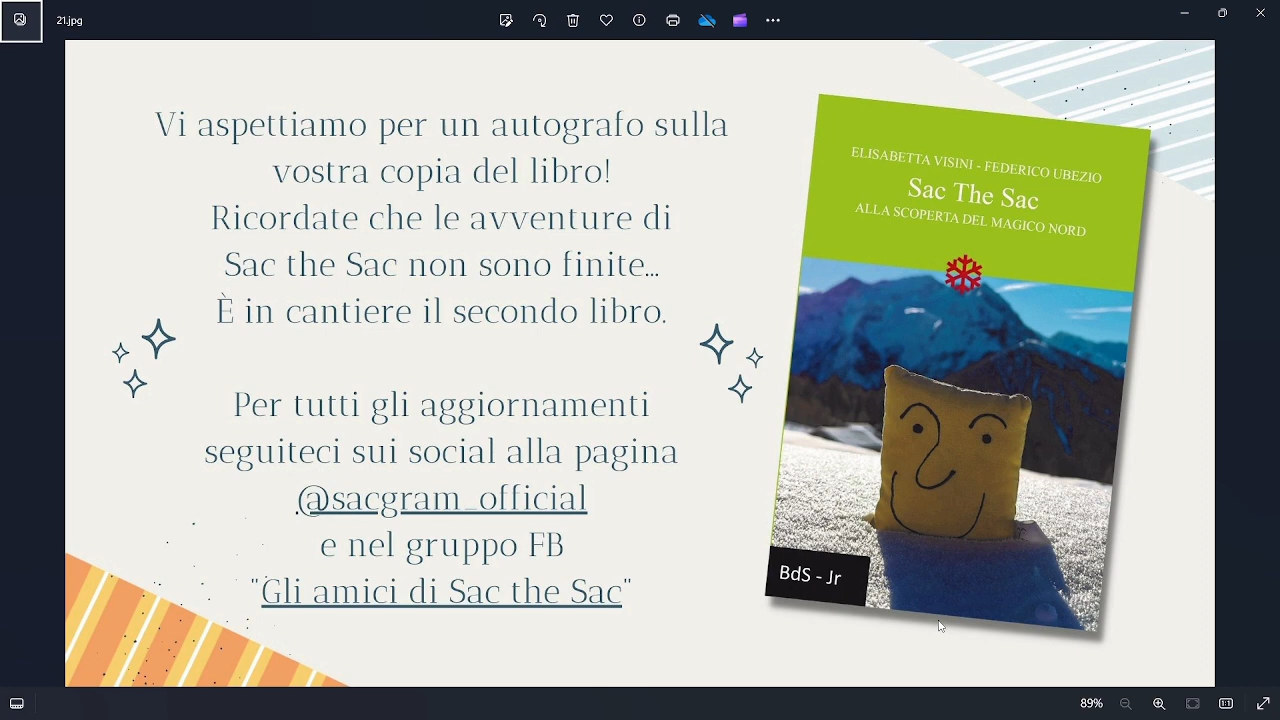 21.jpg
Vi aspettiamo per un autografo sulla
vostra copia del libro!
Ricordate che le avventure di
Sac the Sac non sono finite...
È in cantiere il secondo libro.
Per tutti gli aggiornamenti
seguiteci sui social alla pagina
@sacgram_official
e nel gruppo FB
"Gli amici di Sac the Sac"
ELISABETTA VISINI - FEDERICO UBEZIO
Sac The Sac
ALLA SCOPERTA DEL MAGICO NORD
BdS - Jr
89%